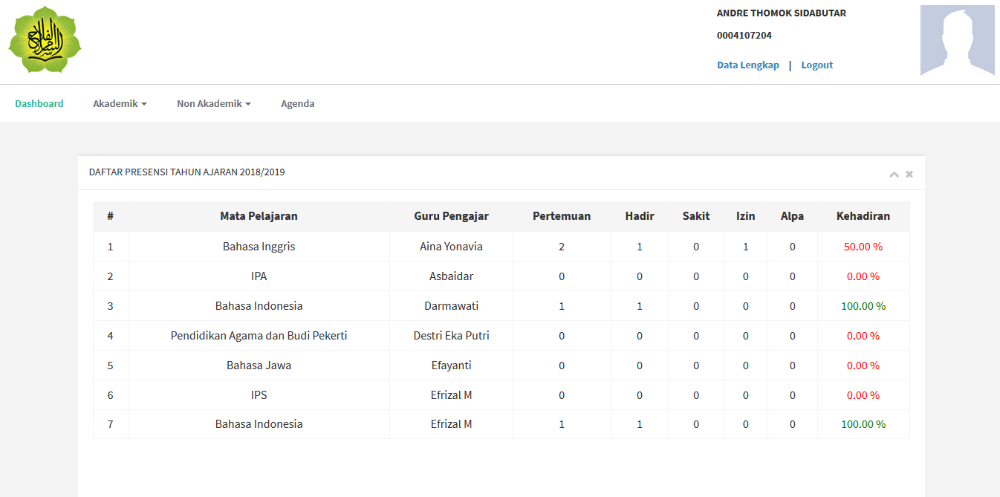 ANDRE THOMOK SIDABUTAR
0004107204
Data Lengkap | Logout
Dashboard Akademik Non Akademik Agenda
DAFTAR PRESENSI TAHUN AJARAN 2018/2019
# Mata Pelajaran Guru Pengajar Pertemuan Hadir Sakit Izin Alpa Kehadiran
1 Bahasa Inggris Aina Yonavia 2 1 0 1 0 50.00 %
2 IPA Asbaidar 0 0 0 0 0 0.00 %
3 Bahasa Indonesia Darmawati 1 1 0 0 0 100.00 %
4 Pendidikan Agama dan Budi Pekerti Destri Eka Putri 0 0 0 0 0 0.00 %
5 Bahasa Jawa Efayanti 0 0 0 0 0 0.00 %
6 IPS Efrizal M 0 0 0 0 0 0.00 %
7 Bahasa Indonesia Efrizal M 1 1 0 0 0 100.00 %